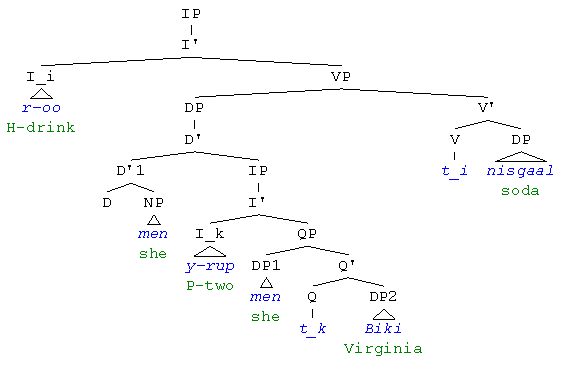 IP
I'
I_i VP
r-oo
H-drink
DP V'
D' V DP
t_i nisgaal
soda
D'1 IP
D NP I'
men
she
I_k QP
y-rup
P-two
DP1 Q'
men
she
Q DP2
t_k Biki
Virginia